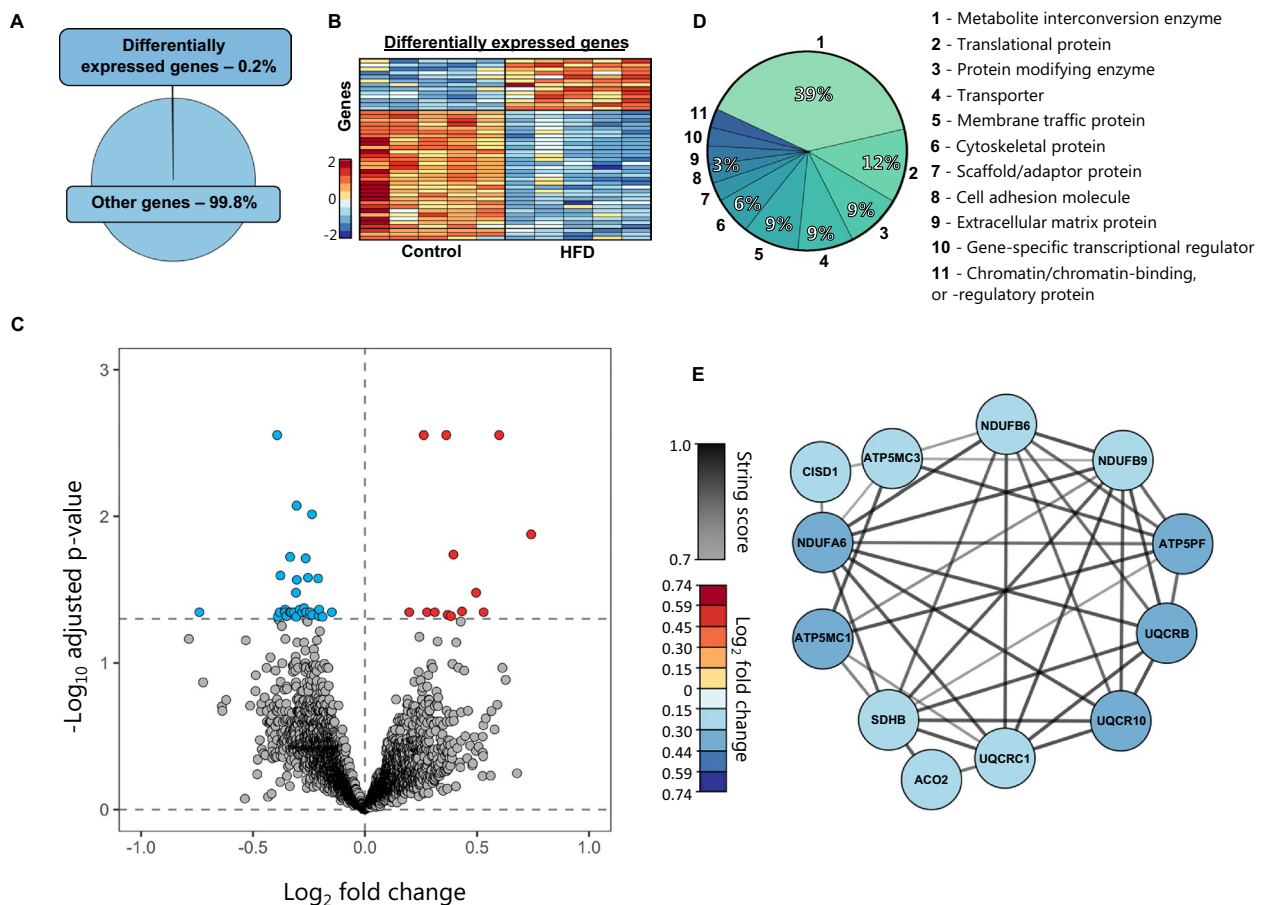 A
Differentially
expressed genes – 0.2%
Other genes – 99.8%
B
Differentially expressed genes
Genes
2
0
-2
Control
HFD
D
1
39%
11
10
9
3%
12%
8
2
7
6%
9%
6
9%
9%
3
5
4
1 - Metabolite interconversion enzyme
2 - Translational protein
3 - Protein modifying enzyme
4 - Transporter
5 - Membrane traffic protein
6 - Cytoskeletal protein
7 - Scaffold/adaptor protein
8 - Cell adhesion molecule
9 - Extracellular matrix protein
10 - Gene-specific transcriptional regulator
11 - Chromatin/chromatin-binding,
or -regulatory protein
C
3
2
1
0
-Log10 adjusted p-value
-1.0
-0.5
0.0
0.5
1.0
Log2 fold change
E
1.0
0.7
String score
0.74
0.59
0.45
0.30
0.15
0
0.15
0.30
0.44
0.59
0.74
Log2 fold change
NDUFB6
ATP5MC3
NDUFB9
CISD1
NDUFA6
ATP5PF
ATP5MC1
UQCRB
SDHB
UQCR10
UQCRC1
ACO2